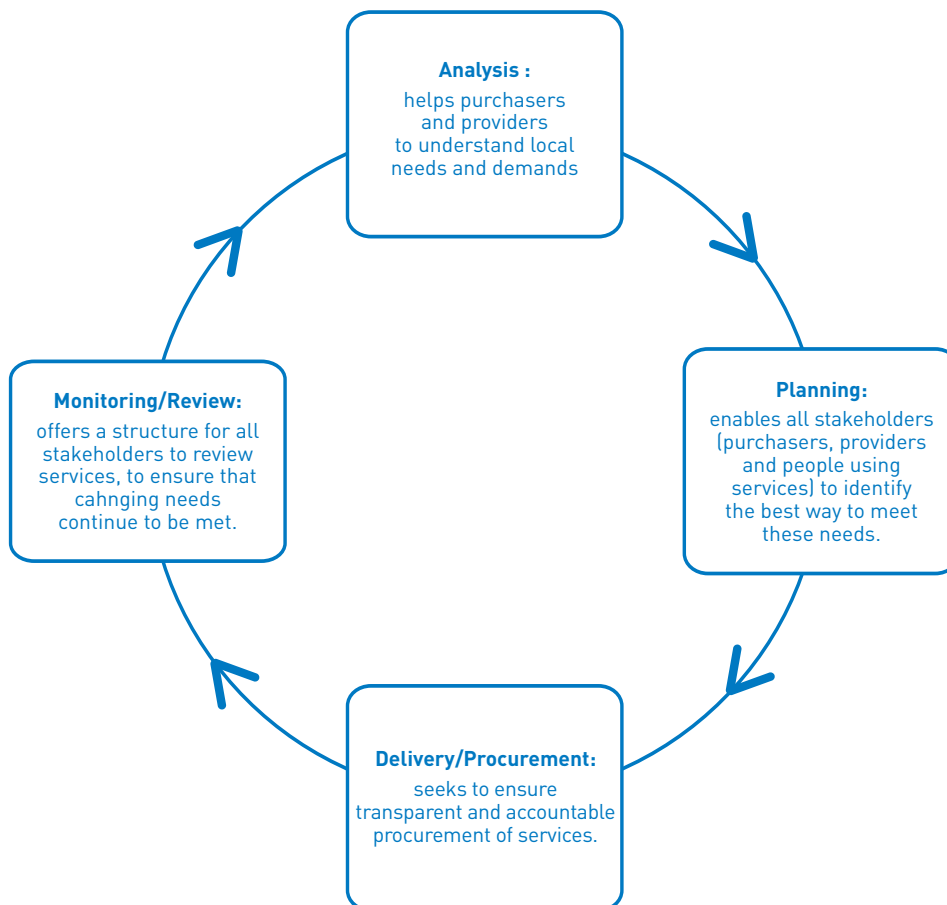 Analysis :
helps purchasers
and providers
to understand local
needs and demands
Planning:
enables all stakeholders
(purchasers, providers
and people using
services) to identify
the best way to meet
these needs.
Delivery/Procurement:
seeks to ensure
transparent and accountable
procurement of services.
Monitoring/Review:
offers a structure for all
stakeholders to review
services, to ensure that
cahnging needs
continue to be met.